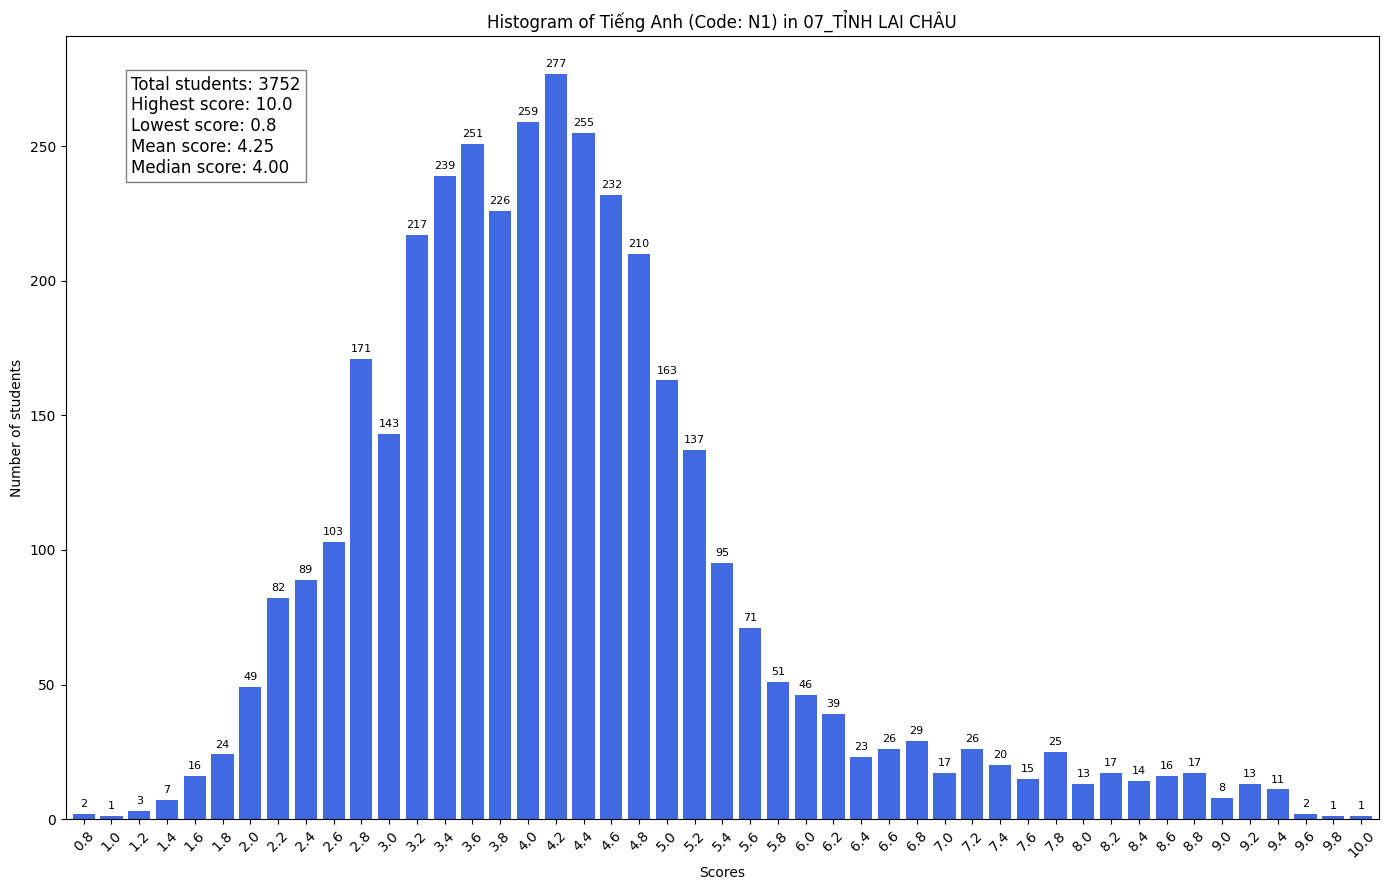 Histogram of Tiếng Anh (Code: N1) in 07_TỈNH LAI CHÂU
Total students: 3752
Highest score: 10.0
Lowest score: 0.8
Mean score: 4.25
Median score: 4.00
Number of students
250
200
150
100
50
0
2 1 3 7 16 24 49 82 89 103 171 143 217 239 251 226 259 277 255 232 210 163 137 95 71 51 46 39 23 26 29 17 26 20 15 25 13 17 14 16 17 8 13 11 2 1 1
0.8 1.0 1.2 1.4 1.6 1.8 2.0 2.2 2.4 2.6 2.8 3.0 3.2 3.4 3.6 3.8 4.0 4.2 4.4 4.6 4.8 5.0 5.2 5.4 5.6 5.8 6.0 6.2 6.4 6.6 6.8 7.0 7.2 7.4 7.6 7.8 8.0 8.2 8.4 8.6 8.8 9.0 9.2 9.4 9.6 9.8 10.0
Scores